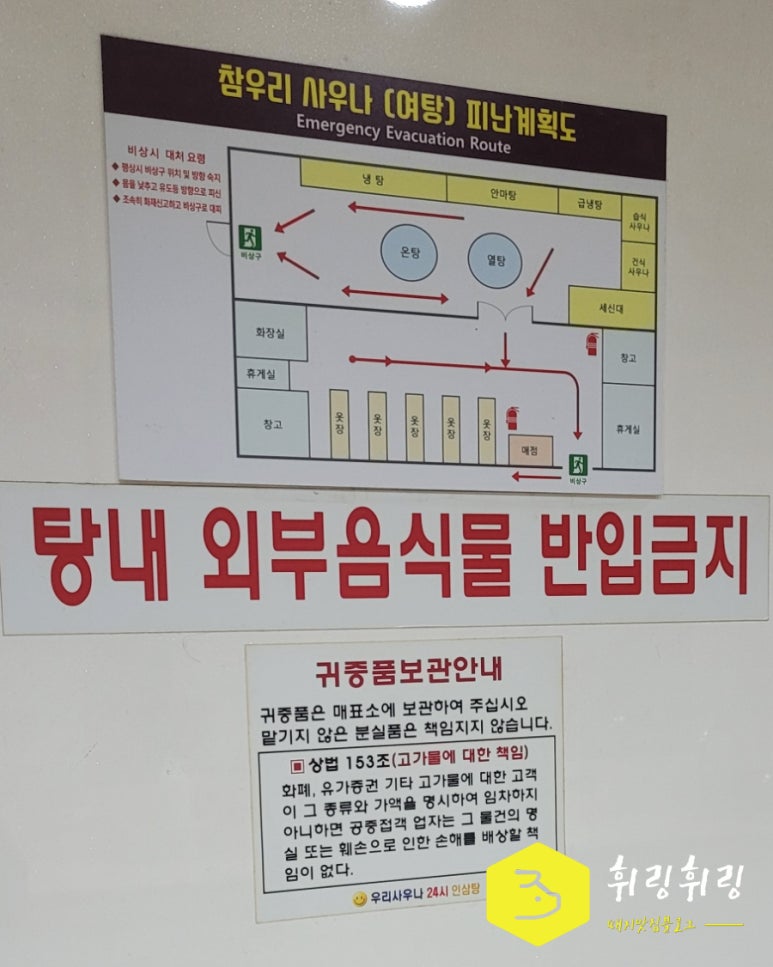 참우리 사우나 (여탕) 피난계획도
Emergency Evacuation Route
비상시 대처 요령
◆ 평상시 비상구 위치 및 방향 숙지
◆ 몸을 낮추고 유도등 방향으로 피신
◆ 조속히 화재신고하고 비상구로 대피
냉 탕
안마탕
급냉탕
습식
사우나
건식
사우나
세신대
비상구
온탕
열탕
화장실
휴게실
창고
옷장
옷장
옷장
옷장
옷장
매점
창고
휴게실
비상구
탕내 외부음식물 반입금지
귀중품보관안내
귀중품은 매표소에 보관하여 주십시오
맡기지 않은 분실품은 책임지지 않습니다.
▣ 상법 153조(고가물에 대한 책임)
화폐, 유가증권 기타 고가물에 대한 고객
이 그 종류와 가액을 명시하여 임차하지
아니하면 공중접객 업자는 그 물건의 명
실 또는 훼손으로 인한 손해를 배상할 책
임이 없다.
우리사우나 24시 인삼탕
휘링휘링